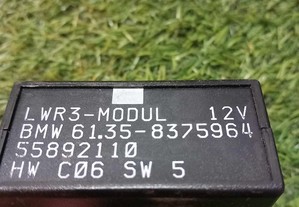 LWR3-MODUL 12V
BMW 61.35-8375964
55892110
HW C06 SW 5